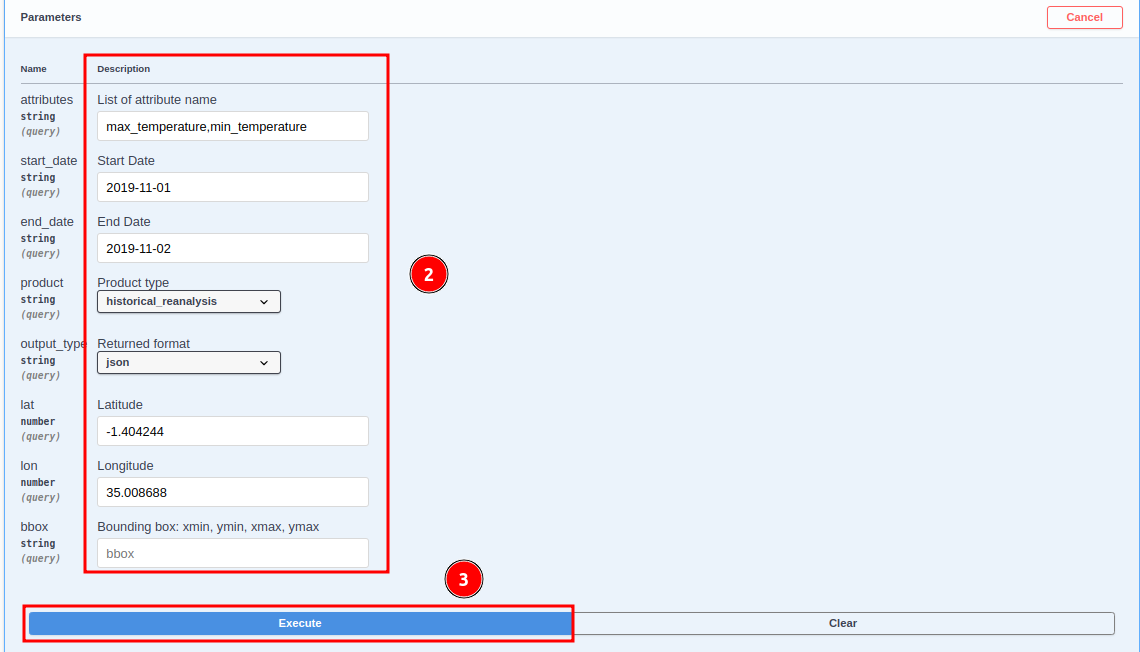 Parameters
Cancel
Name
Description
attributes
string
(query)
List of attribute name
max_temperature,min_temperature
start_date
string
(query)
Start Date
2019-11-01
end_date
string
(query)
End Date
2019-11-02
2
product
string
(query)
Product type
historical_reanalysis
output_type
string
(query)
Returned format
json
lat
number
(query)
Latitude
-1.404244
lon
number
(query)
Longitude
35.008688
bbox
string
(query)
Bounding box: xmin, ymin, xmax, ymax
bbox
3
Execute
Clear